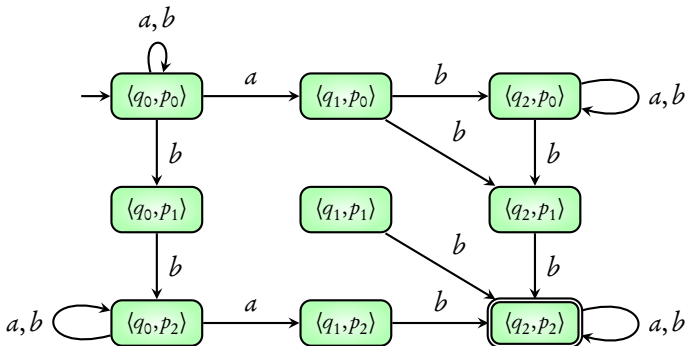 a, b
⟨q₀,p₀⟩ a ⟨q₁,p₀⟩ b ⟨q₂,p₀⟩ a, b
b b b
⟨q₀,p₁⟩ ⟨q₁,p₁⟩ ⟨q₂,p₁⟩
b b b
a, b ⟨q₀,p₂⟩ a ⟨q₁,p₂⟩ b ⟨q₂,p₂⟩ a, b